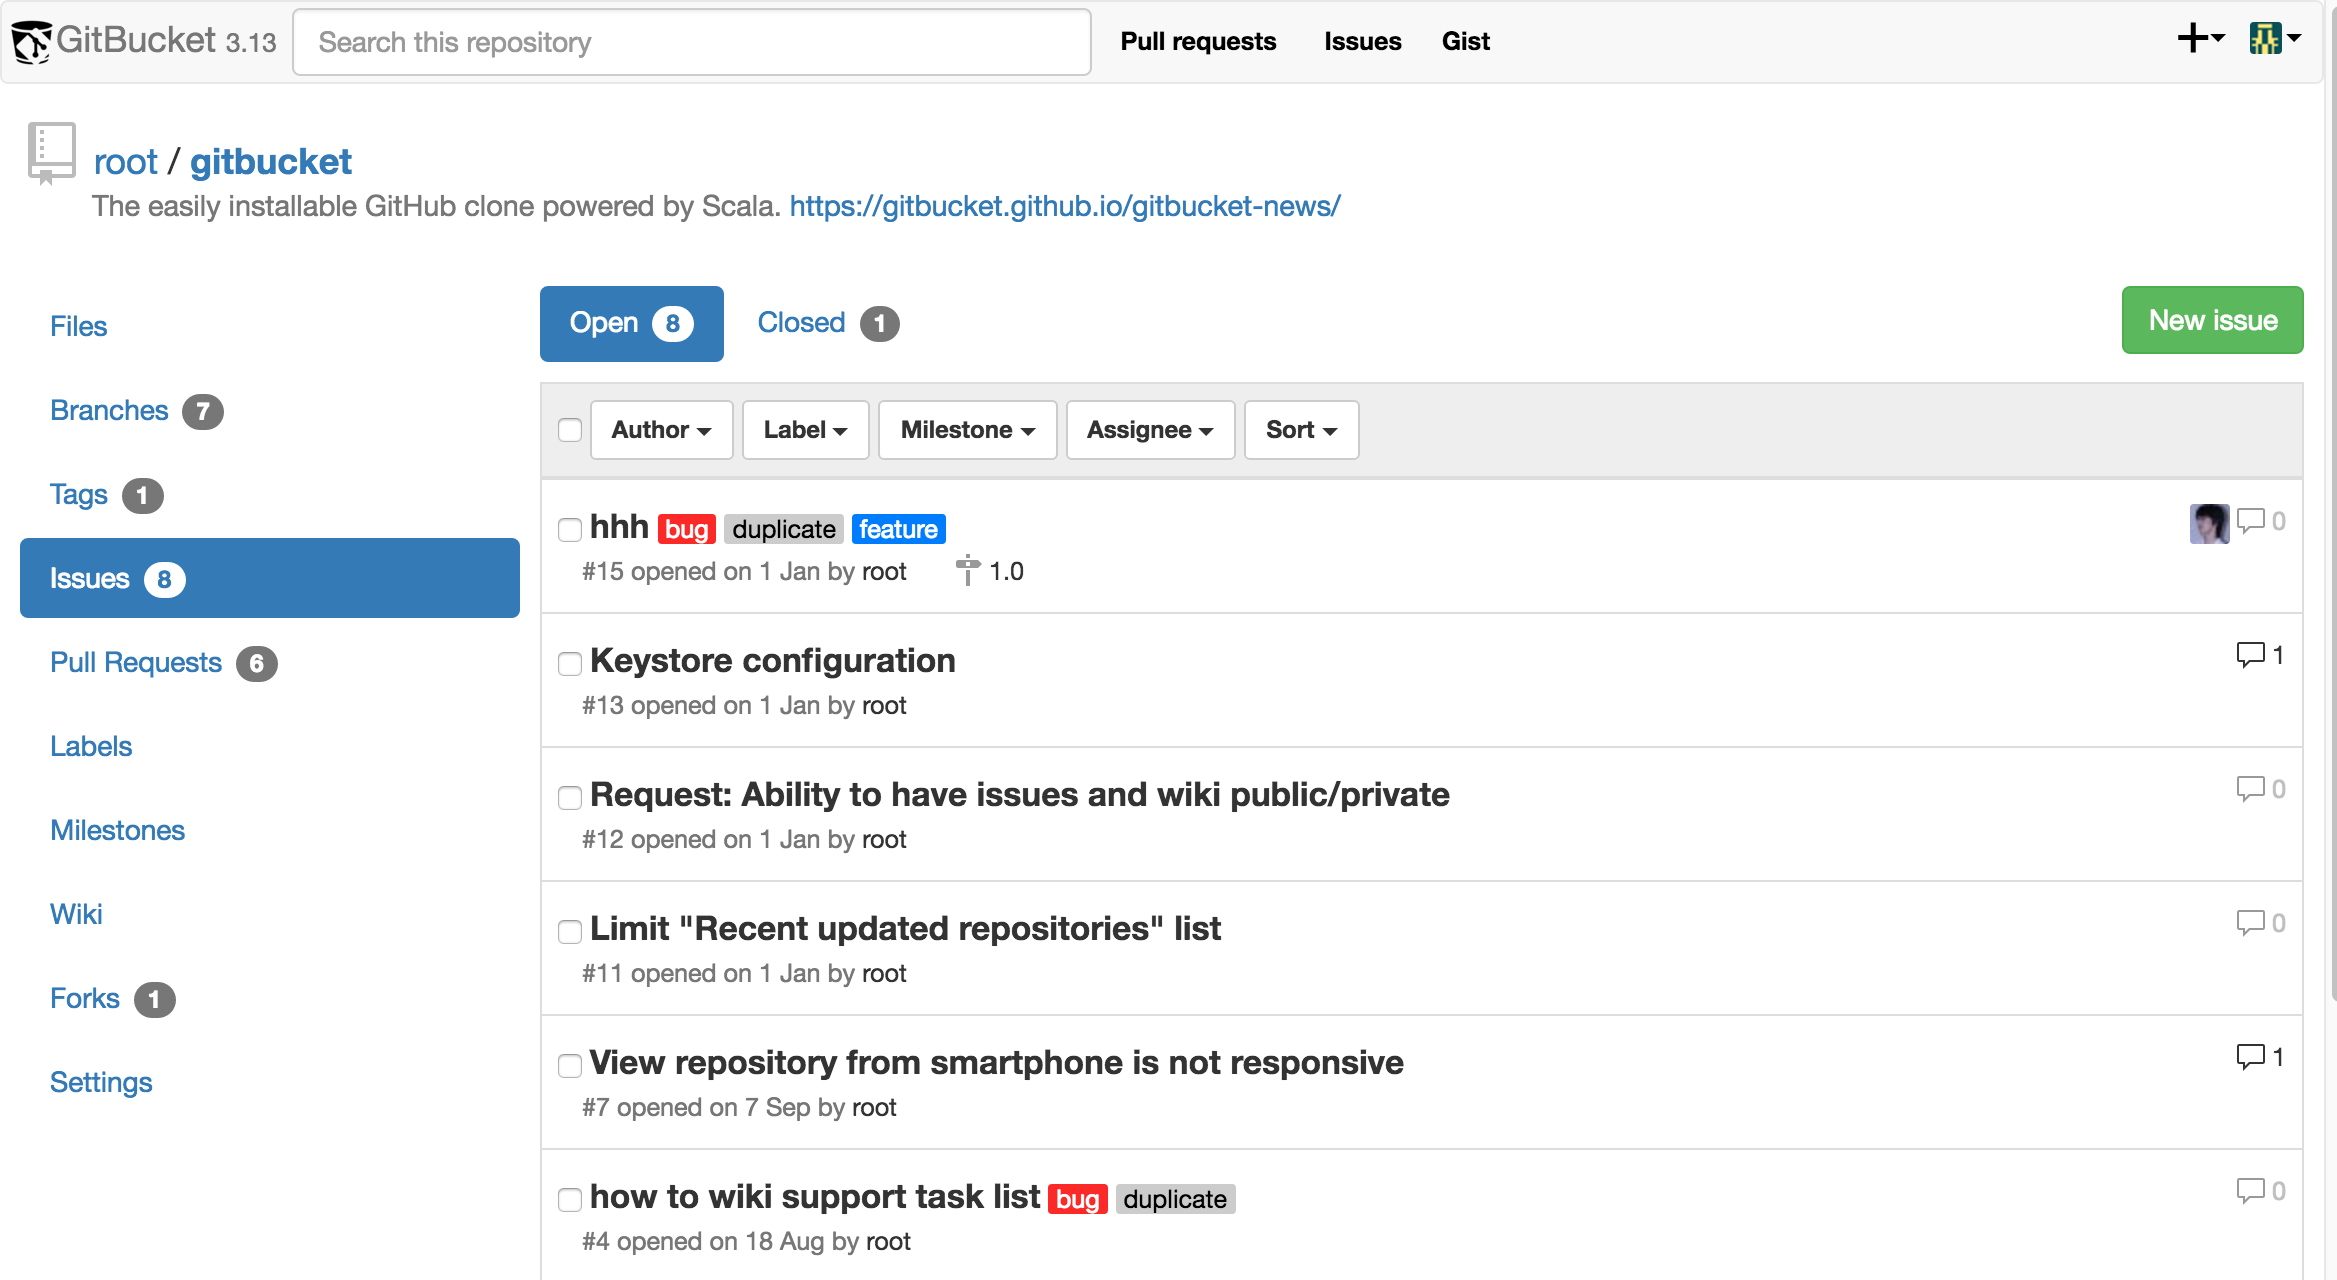 GitBucket 3.13 Search this repository Pull requests Issues Gist
root / gitbucket
The easily installable GitHub clone powered by Scala. https://gitbucket.github.io/gitbucket-news/
Files
Branches 7
Tags 1
Issues 8
Pull Requests 6
Labels
Milestones
Wiki
Forks 1
Settings
Open 8 Closed 1 New issue
Author Label Milestone Assignee Sort
hhh bug duplicate feature 0
#15 opened on 1 Jan by root 1.0
Keystore configuration 1
#13 opened on 1 Jan by root
Request: Ability to have issues and wiki public/private 0
#12 opened on 1 Jan by root
Limit "Recent updated repositories" list 0
#11 opened on 1 Jan by root
View repository from smartphone is not responsive 1
#7 opened on 7 Sep by root
how to wiki support task list bug duplicate 0
#4 opened on 18 Aug by root